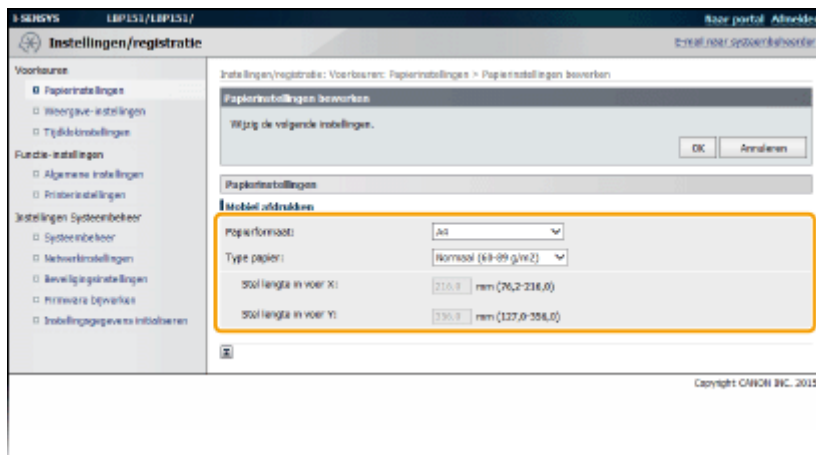 i-SENSYS LBP151/LBP151/ Naar portal Afmelden
Instellingen/registratie E-mail naar systeembeheerder
Voorkeuren
Papierinstellingen
Weergave-instellingen
Tijdklokinstellingen
Functie-instellingen
Algemene instellingen
Printerinstellingen
Instellingen Systeembeheer
Systeembeheer
Netwerkinstellingen
Beveiligingsinstellingen
Firmware bijwerken
Instellingsgegevens initialiseren
Instellingen/registratie: Voorkeuren: Papierinstellingen > Papierinstellingen bewerken
Papierinstellingen bewerken
Wijzig de volgende instellingen.
OK Annuleren
Papierinstellingen
Mobiel afdrukken
Papierformaat: A4
Type papier: Normaal (60-89 g/m2)
Stel lengte in voor X: 216.0 mm (76,2-216,0)
Stel lengte in voor Y: mm (127,0-356,0)
Copyright CANON INC. 2015